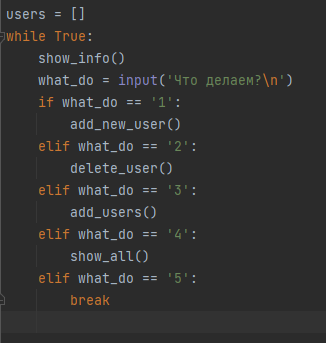 users = []
while True:
    show_info()
    what_do = input('Что делаем?\n')
    if what_do == '1':
        add_new_user()
    elif what_do == '2':
        delete_user()
    elif what_do == '3':
        add_users()
    elif what_do == '4':
        show_all()
    elif what_do == '5':
        break